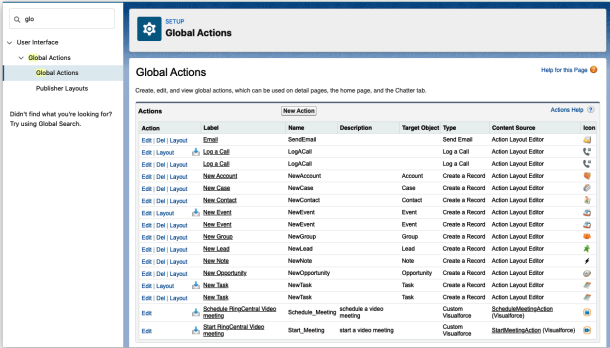 glo
SETUP
Global Actions
User Interface
Global Actions
Global Actions
Publisher Layouts
Didn't find what you're looking for?
Try using Global Search.
Global Actions
Help for this Page
Create, edit, and view global actions, which can be used on detail pages, the home page, and the Chatter tab.
Actions New Action Actions Help ?
Action Label Name Description Target Object Type Content Source Icon
Edit | Del | Layout Email SendEmail Send Email Action Layout Editor
Edit | Layout Log a Call LogACall Log a Call Action Layout Editor
Edit | Del | Layout Log a Call LogACall Log a Call Action Layout Editor
Edit | Del | Layout New Account NewAccount Account Create a Record Action Layout Editor
Edit | Del | Layout New Case NewCase Case Create a Record Action Layout Editor
Edit | Del | Layout New Contact NewContact Contact Create a Record Action Layout Editor
Edit | Layout New Event NewEvent Event Create a Record Action Layout Editor
Edit | Del | Layout New Event NewEvent Event Create a Record Action Layout Editor
Edit | Del | Layout New Group NewGroup Group Create a Record Action Layout Editor
Edit | Del | Layout New Lead NewLead Lead Create a Record Action Layout Editor
Edit | Del | Layout New Note NewNote Note Create a Record Action Layout Editor
Edit | Del | Layout New Opportunity NewOpportunity Opportunity Create a Record Action Layout Editor
Edit | Layout New Task NewTask Task Create a Record Action Layout Editor
Edit | Del | Layout New Task NewTask Task Create a Record Action Layout Editor
Edit Schedule RingCentral Video meeting Schedule_Meeting schedule a video meeting Custom Visualforce ScheduleMeetingAction (Visualforce)
Edit Start RingCentral Video meeting Start_Meeting start a video meeting Custom Visualforce StartMeetingAction (Visualforce)